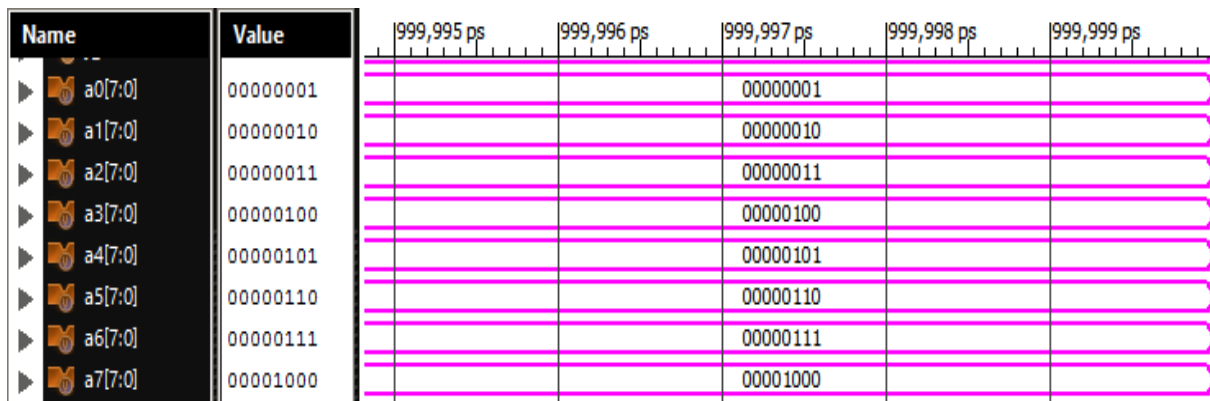 Name Value 999,995 ps 999,996 ps 999,997 ps 999,998 ps 999,999 ps
a0[7:0] 00000001 00000001
a1[7:0] 00000010 00000010
a2[7:0] 00000011 00000011
a3[7:0] 00000100 00000100
a4[7:0] 00000101 00000101
a5[7:0] 00000110 00000110
a6[7:0] 00000111 00000111
a7[7:0] 00001000 00001000